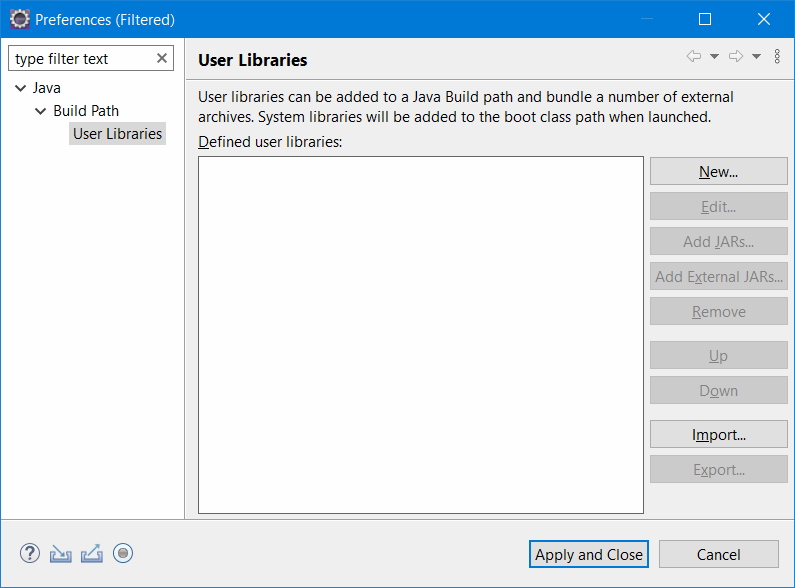 Preferences (Filtered)
type filter text
Java
Build Path
User Libraries
User Libraries
User libraries can be added to a Java Build path and bundle a number of external
archives. System libraries will be added to the boot class path when launched.
Defined user libraries:
New...
Edit...
Add JARs...
Add External JARs...
Remove
Up
Down
Import...
Export...
?
Apply and Close
Cancel